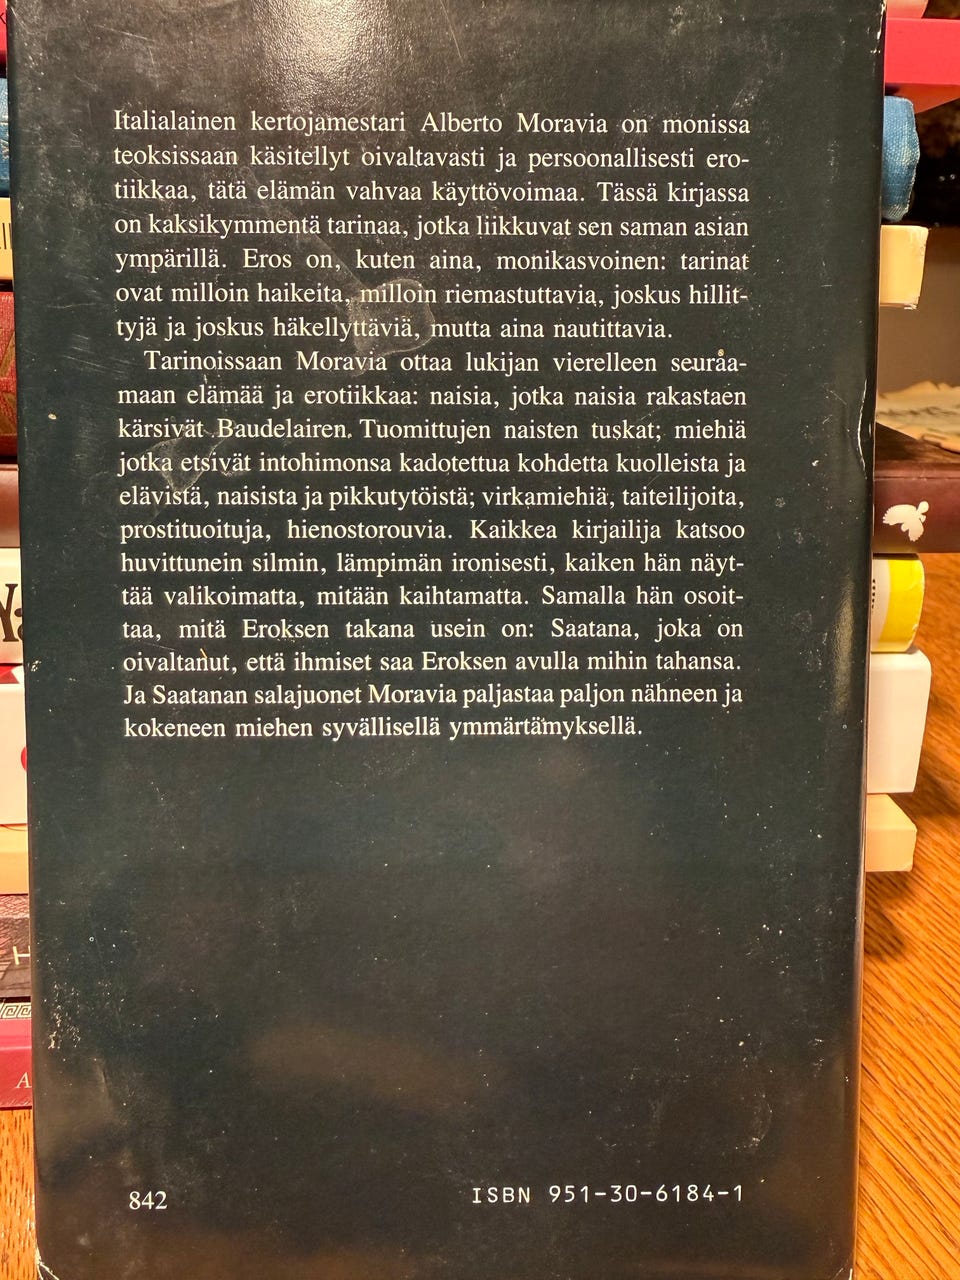 Italialainen kertojamestari Alberto Moravia on monissa
teoksissaan käsitellyt oivaltavasti ja persoonallisesti ero-
tiikkaa, tätä elämän vahvaa käyttövoimaa. Tässä kirjassa
on kaksikymmentä tarinaa, jotka liikkuvat sen saman asian
ympärillä. Eros on, kuten aina, monikasvoinen: tarinat
ovat milloin haikeita, milloin riemastuttavia, joskus hillit-
tyjä ja joskus häkellyttäviä, mutta aina nautittavia.
Tarinoissaan Moravia ottaa lukijan vierelleen seuraa-
maan elämää ja erotiikkaa: naisia, jotka naisia rakastaen
kärsivät Baudelairen. Tuomittujen naisten tuskat; miehiä
jotka etsivät intohimonsa kadotettua kohdetta kuolleista ja
elävistä, naisista ja pikkutytöistä; virkamiehiä, taiteilijoita,
prostituoituja, hienostorouvia. Kaikkea kirjailija katsoo
huvittunein silmin, lämpimän ironisesti, kaiken hän näyt-
tää valikoimatta, mitään kaihtamatta. Samalla hän osoit-
taa, mitä Eroksen takana usein on: Saatana, joka on
oivaltanut, että ihmiset saa Eroksen avulla mihin tahansa.
Ja Saatanan salajuonet Moravia paljastaa paljon nähneen ja
kokeneen miehen syvällisellä ymmärtämyksellä.
842
ISBN 951-30-6184-1